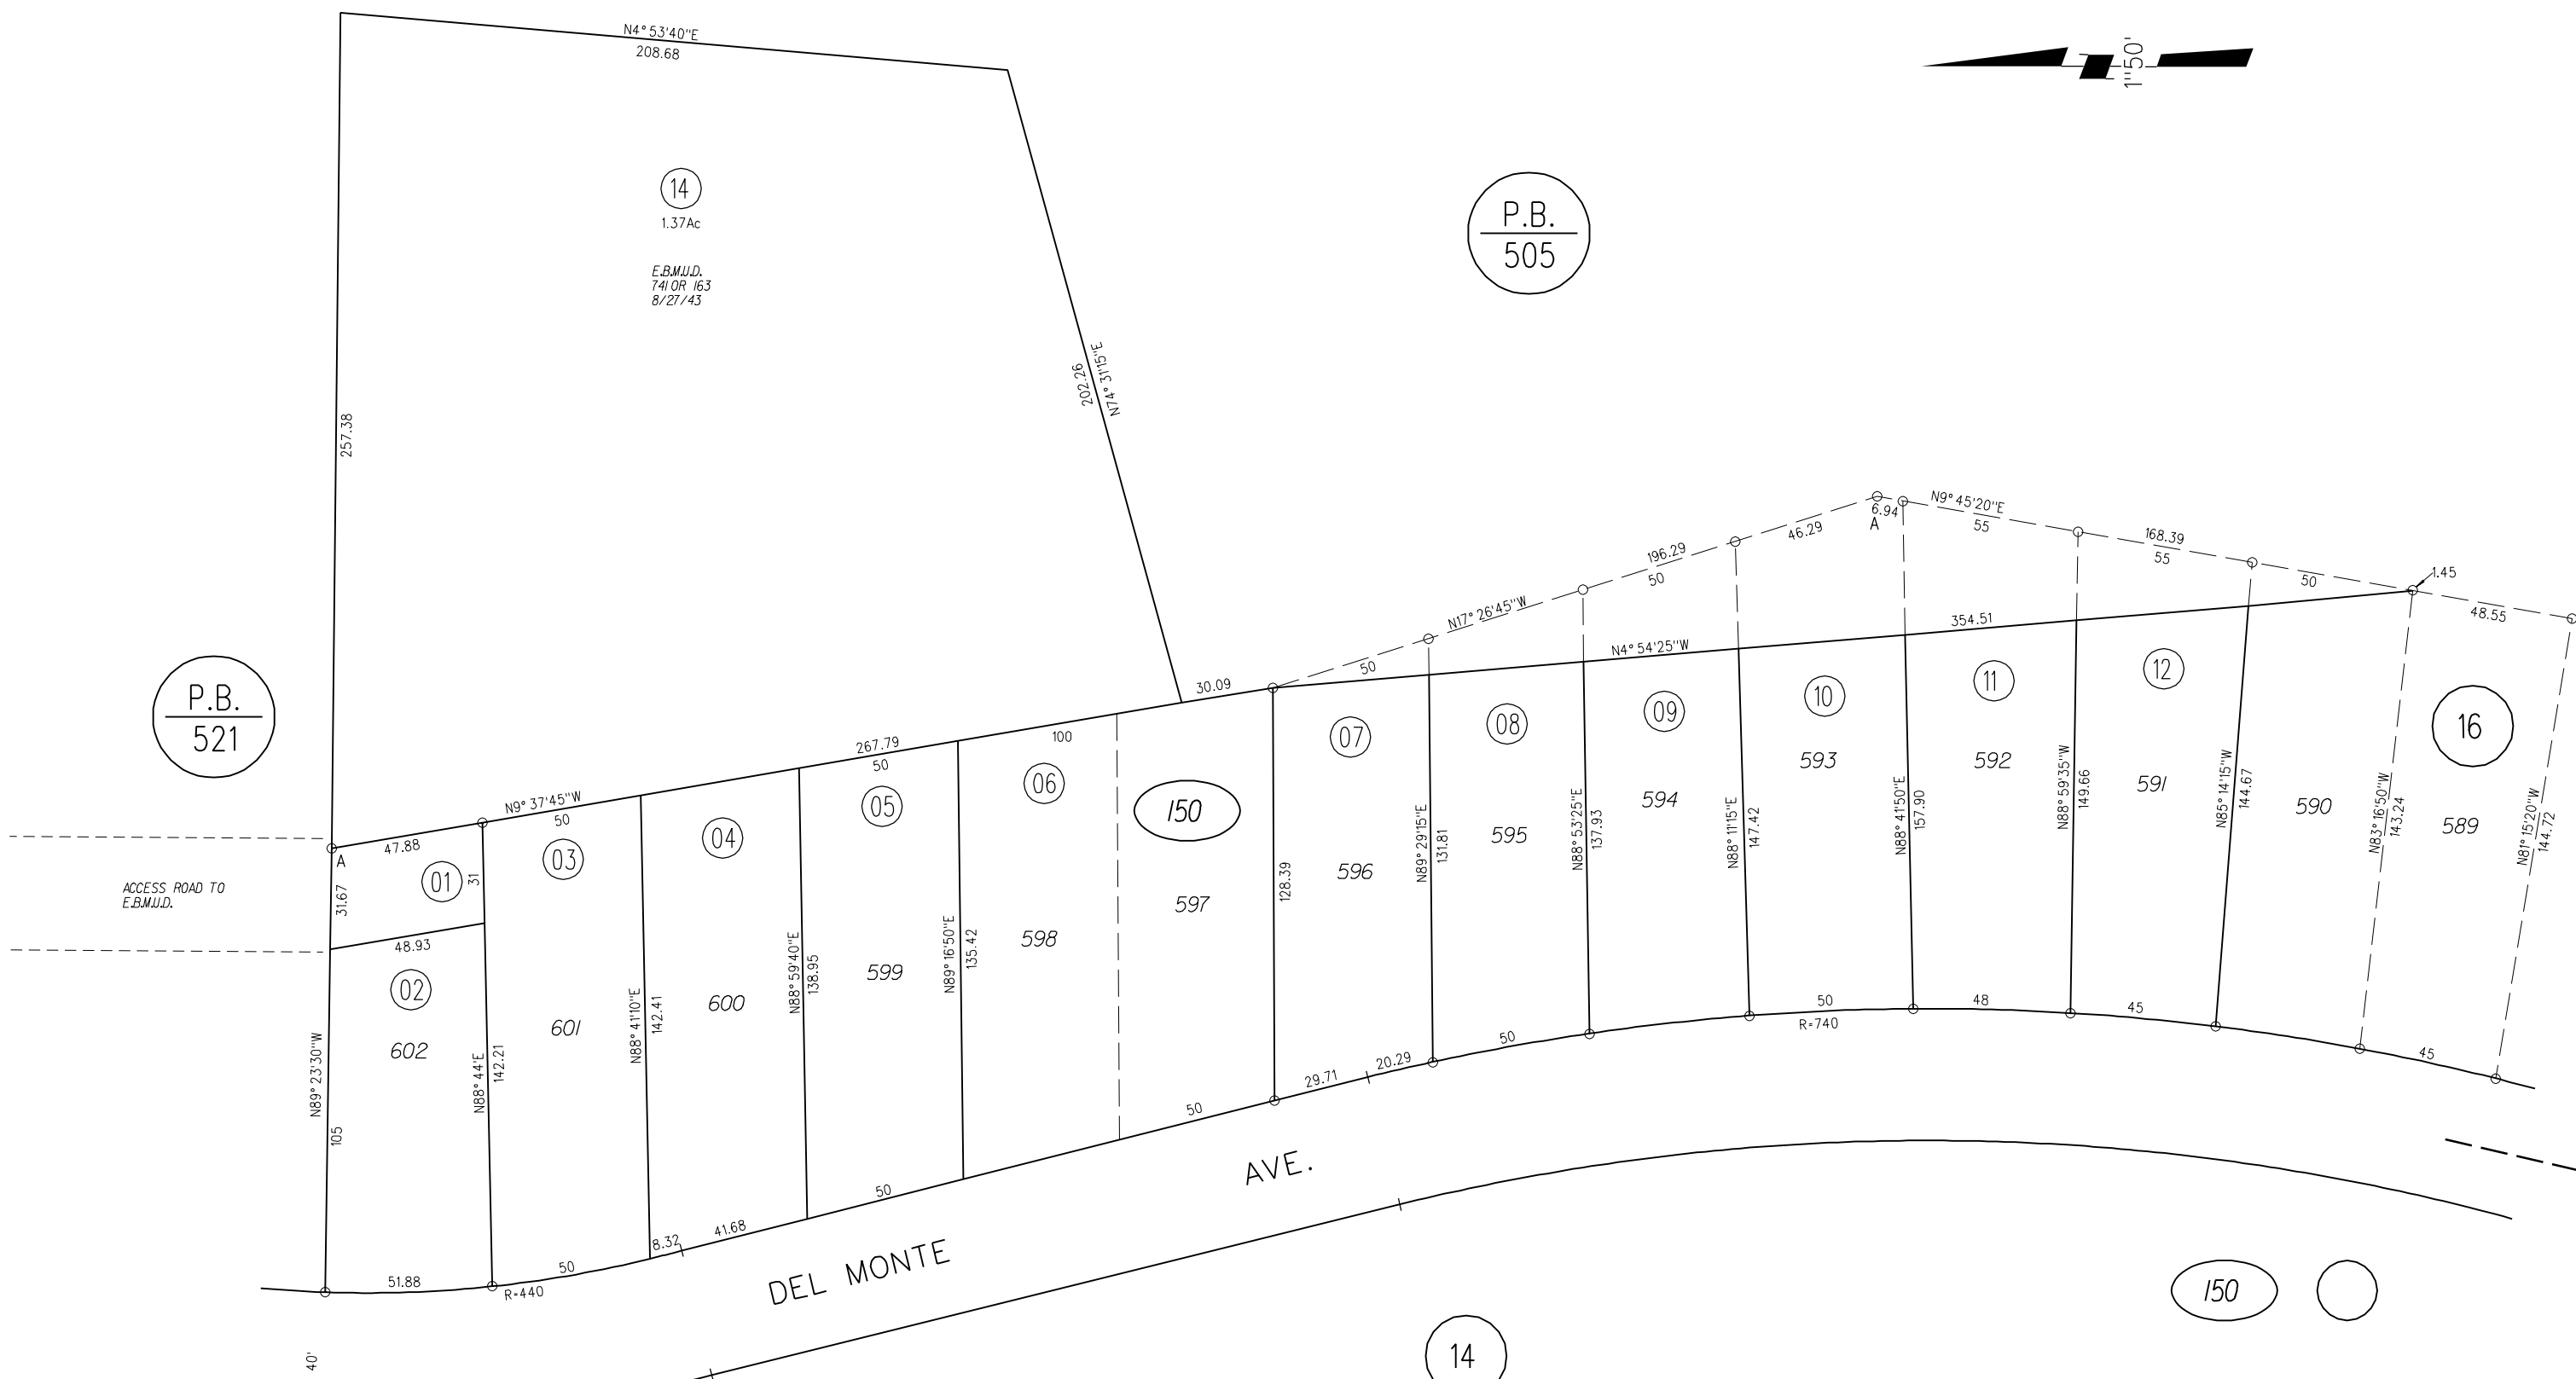 N4°53'40"E
208.68
1"50'
14
1.37Ac
E.B.M.U.D.
741 OR 163
8/27/43
P.B.
505
257.38
202.26
N74°31'15"E
P.B.
521
A
47.88
N9°37'45"W
50
267.79
50
100
30.09
50
N17°26'45"W
196.29
50
46.29
6.94
A
N9°45'20"E
55
168.39
55
50
1.45
48.55
N4°54'25"W
354.51
ACCESS ROAD TO
E.B.M.U.D.
31.67
01
31
48.93
02
602
N89°23'30"W
105
N88°44'E
142.21
03
601
N88°41'10"E
142.41
04
600
N88°59'40"E
138.95
05
599
N89°16'50"E
135.42
06
598
150
597
128.39
07
596
N89°29'15"E
131.81
08
595
N88°53'25"E
137.93
09
594
N88°11'15"E
147.42
10
593
N88°41'50"E
157.90
11
592
N88°59'35"W
149.66
12
591
N85°14'15"W
144.67
590
N83°16'50"W
143.24
16
589
N81°15'20"W
144.72
51.88
R=440
50
8.32
41.68
50
50
29.71
20.29
50
50
R=740
48
45
45
DEL MONTE AVE.
40'
14
150